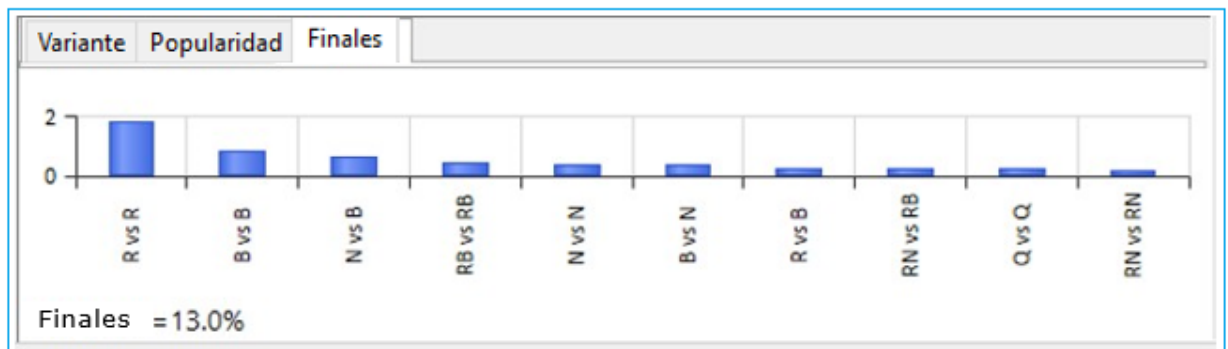 Variante Popularidad Finales
2
0
R vs R
B vs B
N vs B
RB vs RB
N vs N
B vs N
R vs B
RN vs RB
Q vs Q
RN vs RN
Finales =13.0%